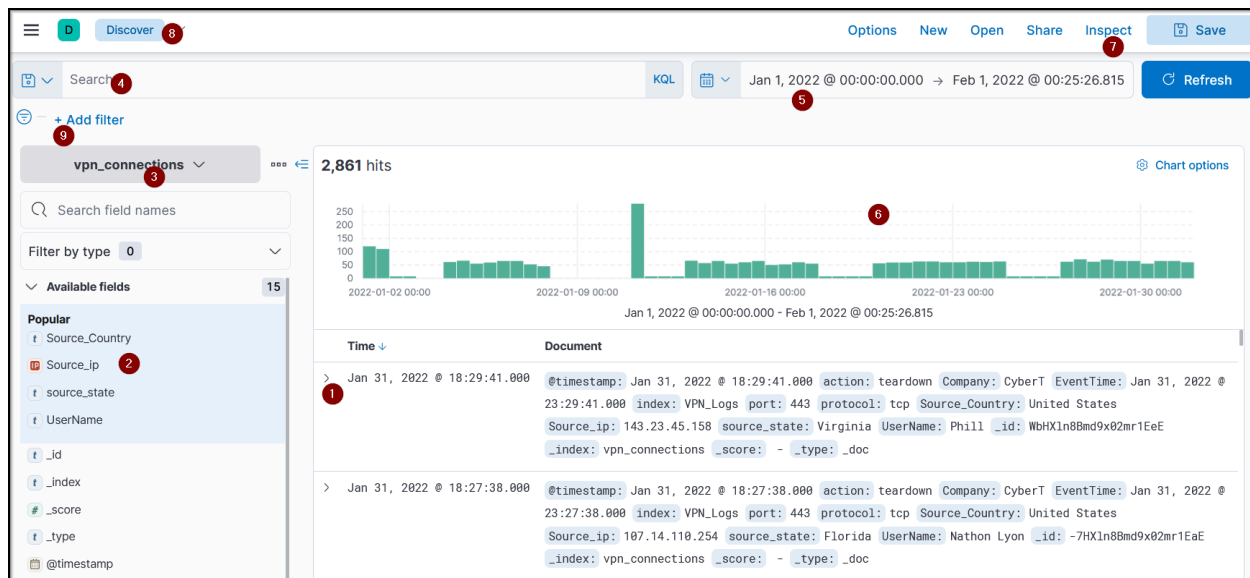 D Discover 8 Options New Open Share Inspect 7 Save
Search 4 KQL Jan 1, 2022 @ 00:00:00.000 → Feb 1, 2022 @ 00:25:26.815 Refresh
5
+ Add filter
9
vpn_connections
3
2,861 hits Chart options
Search field names
Filter by type 0
Available fields 15
Popular
t Source_Country
IP Source_ip 2
t source_state
t UserName
t _id
t _index
# _score
t _type
@timestamp
250
200
150
100
50
0
6
2022-01-02 00:00 2022-01-09 00:00 2022-01-16 00:00 2022-01-23 00:00 2022-01-30 00:00
Jan 1, 2022 @ 00:00:00.000 - Feb 1, 2022 @ 00:25:26.815
Time ↓ Document
1
Jan 31, 2022 @ 18:29:41.000 @timestamp: Jan 31, 2022 @ 18:29:41.000 action: teardown Company: CyberT EventTime: Jan 31, 2022 @
23:29:41.000 index: VPN_Logs port: 443 protocol: tcp Source_Country: United States
Source_ip: 143.23.45.158 source_state: Virginia UserName: Phill _id: WbHXln8Bmd9x02mr1EeE
_index: vpn_connections _score: - _type: _doc
Jan 31, 2022 @ 18:27:38.000 @timestamp: Jan 31, 2022 @ 18:27:38.000 action: teardown Company: CyberT EventTime: Jan 31, 2022 @
23:27:38.000 index: VPN_Logs port: 443 protocol: tcp Source_Country: United States
Source_ip: 107.14.110.254 source_state: Florida UserName: Nathon Lyon _id: -7HXln8Bmd9x02mr1EaE
_index: vpn_connections _score: - _type: _doc